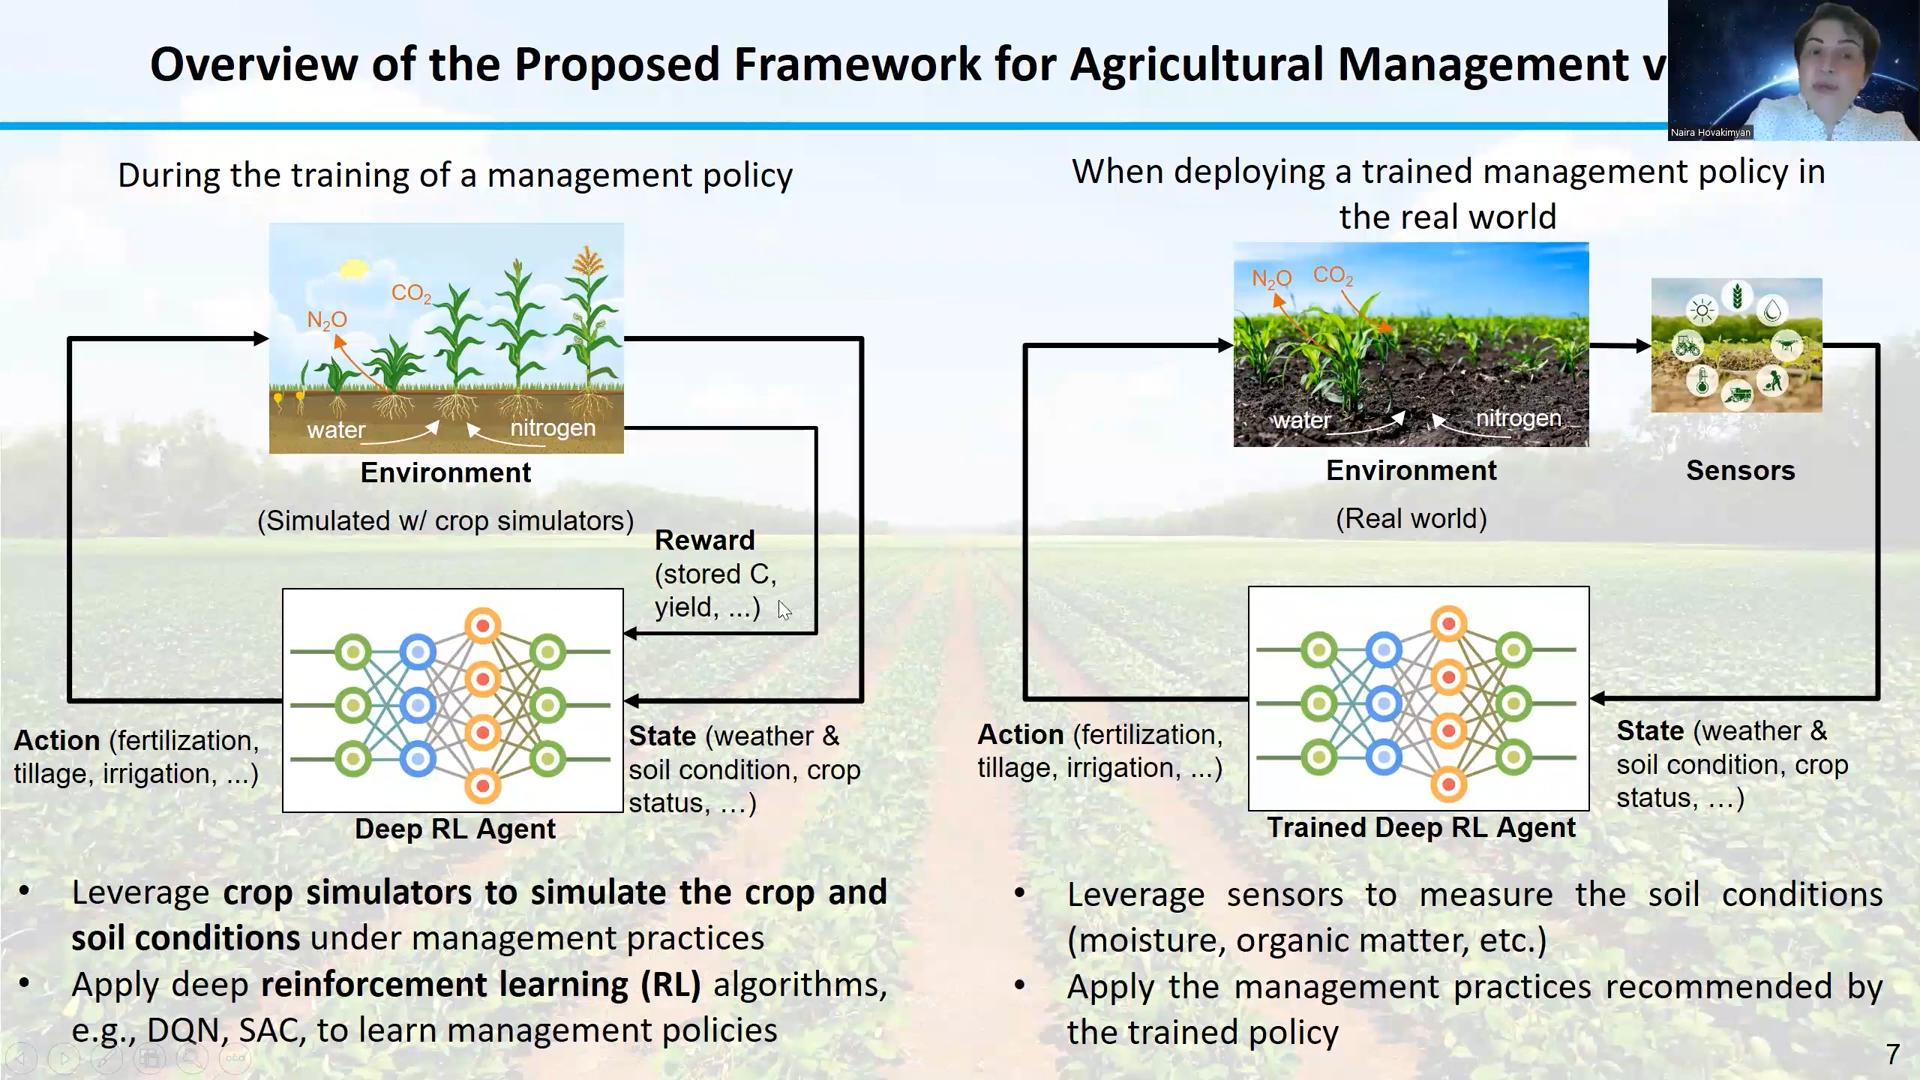 Overview of the Proposed Framework for Agricultural Management v
Naira Hovakimyan
During the training of a management policy
CO2
N2O
water
nitrogen
Environment
(Simulated w/ crop simulators)
Reward
(stored C,
yield, ...)
Action (fertilization,
tillage, irrigation, ...)
State (weather &
soil condition, crop
status, …)
Deep RL Agent
• Leverage crop simulators to simulate the crop and
soil conditions under management practices
• Apply deep reinforcement learning (RL) algorithms,
e.g., DQN, SAC, to learn management policies
When deploying a trained management policy in
the real world
N2O
CO2
water
nitrogen
Environment
(Real world)
Sensors
Action (fertilization,
tillage, irrigation, ...)
State (weather &
soil condition, crop
status, …)
Trained Deep RL Agent
• Leverage sensors to measure the soil conditions
(moisture, organic matter, etc.)
• Apply the management practices recommended by
the trained policy
7